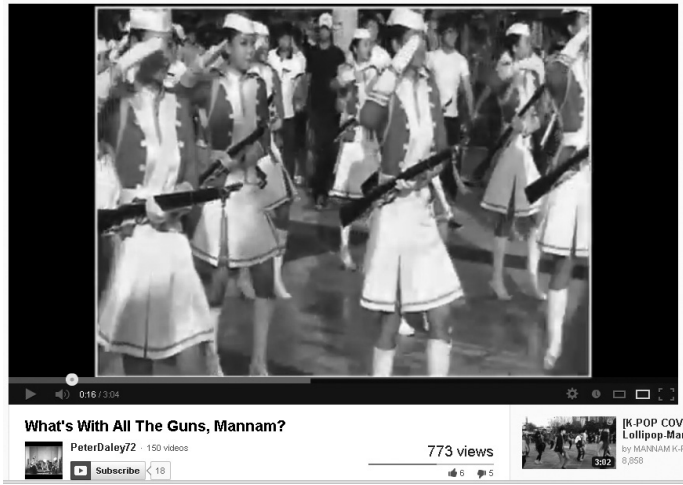 0:16 / 3:04
What's With All The Guns, Mannam?
PeterDaley72 · 150 videos
Subscribe 18
773 views
6 5
[K-POP COV
Lollipop-Ma
by MANNAM K-
8,858
3:02